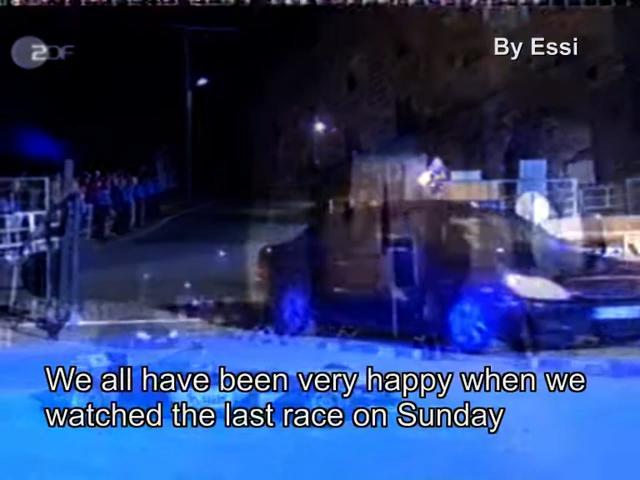 ZDF
By Essi
We all have been very happy when we
watched the last race on Sunday